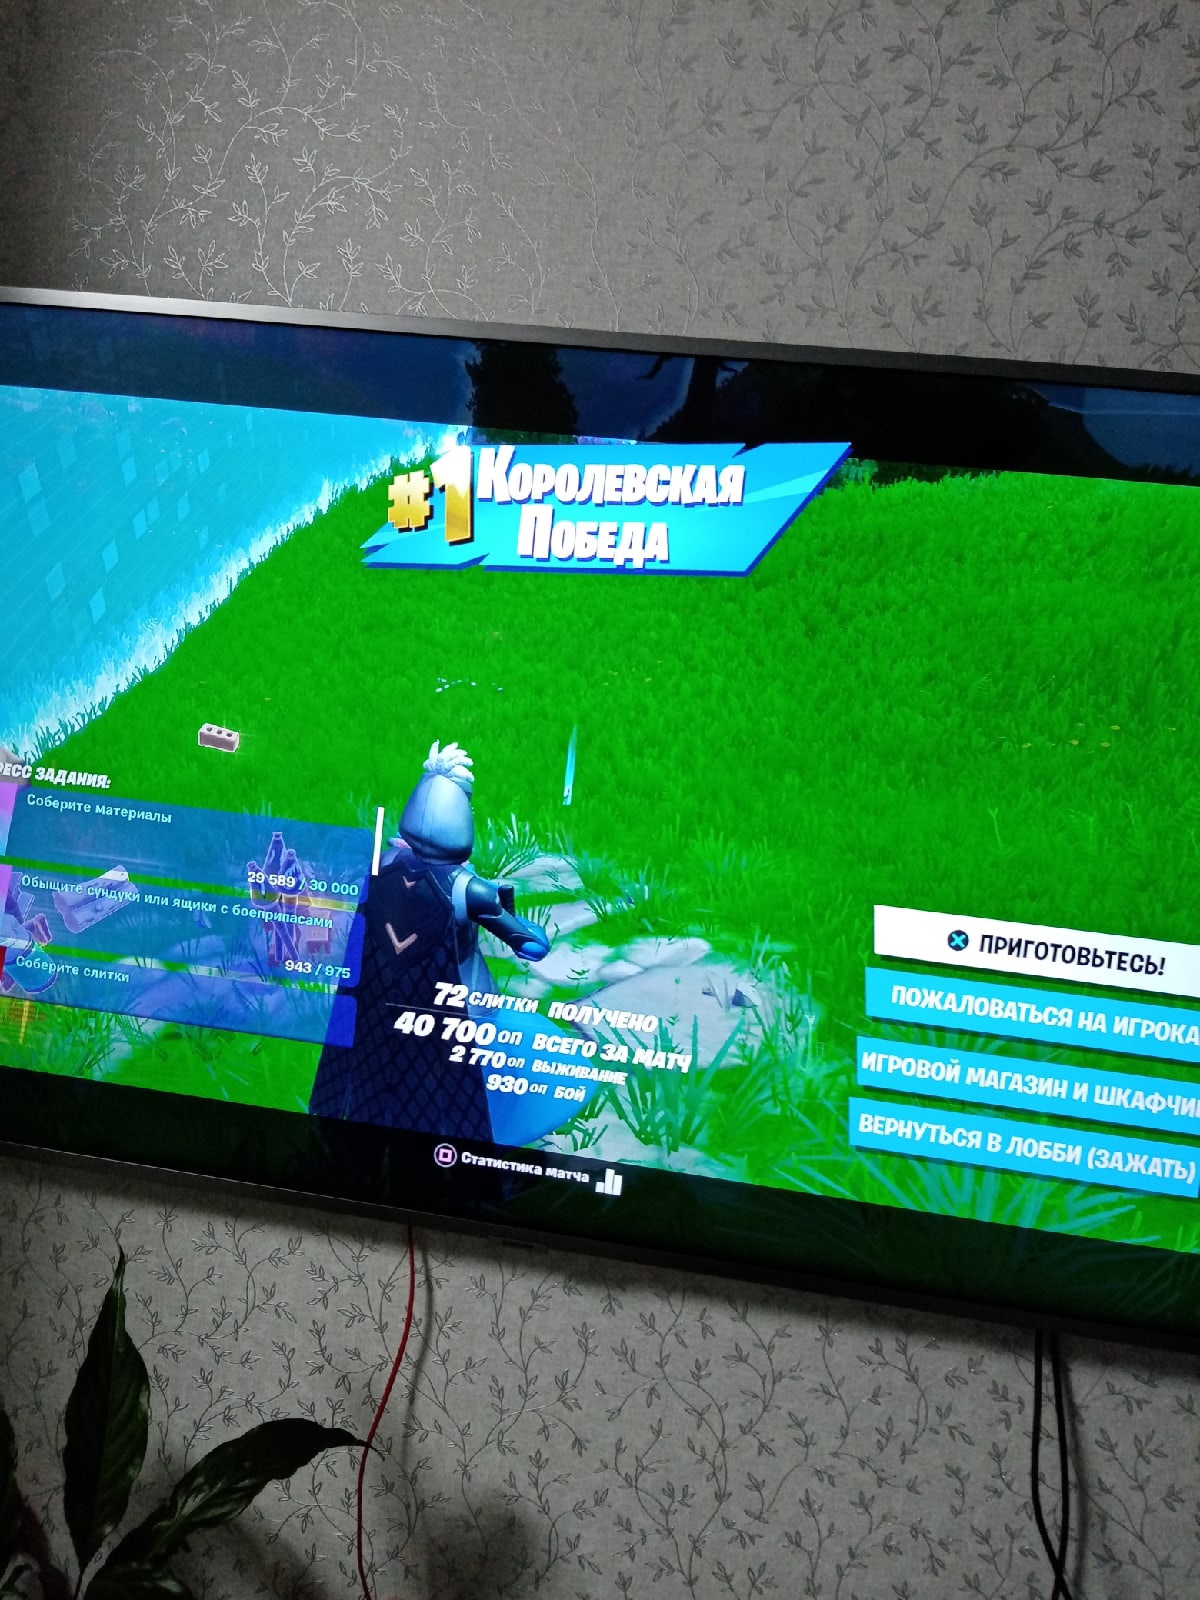 #1 Королевская
Победа
ЗАДАНИЯ:
Соберите материалы
29 589 / 30 000
Обыщите сундуки или ящики с боеприпасами
943 / 975
Соберите слитки
72 слитки получено
40 700 оп всего за матч
2 770 оп выживание
930 оп бой
Статистика матча
ПРИГОТОВЬТЕСЬ!
ПОЖАЛОВАТЬСЯ НА ИГРОКА
ИГРОВОЙ МАГАЗИН И ШКАФЧИ
ВЕРНУТЬСЯ В ЛОББИ (ЗАЖАТЬ)